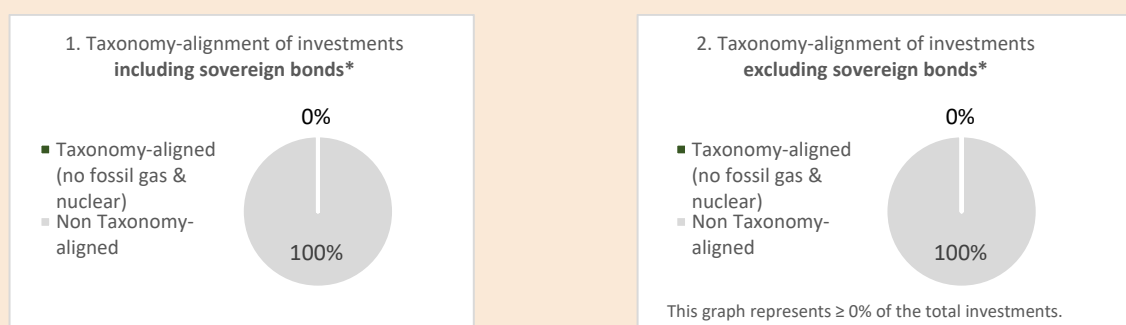 1. Taxonomy-alignment of investments
including sovereign bonds*
0%
Taxonomy-aligned
(no fossil gas &
nuclear)
Non Taxonomy-
aligned
100%
2. Taxonomy-alignment of investments
excluding sovereign bonds*
0%
Taxonomy-aligned
(no fossil gas &
nuclear)
Non Taxonomy-
aligned
100%
This graph represents ≥ 0% of the total investments.